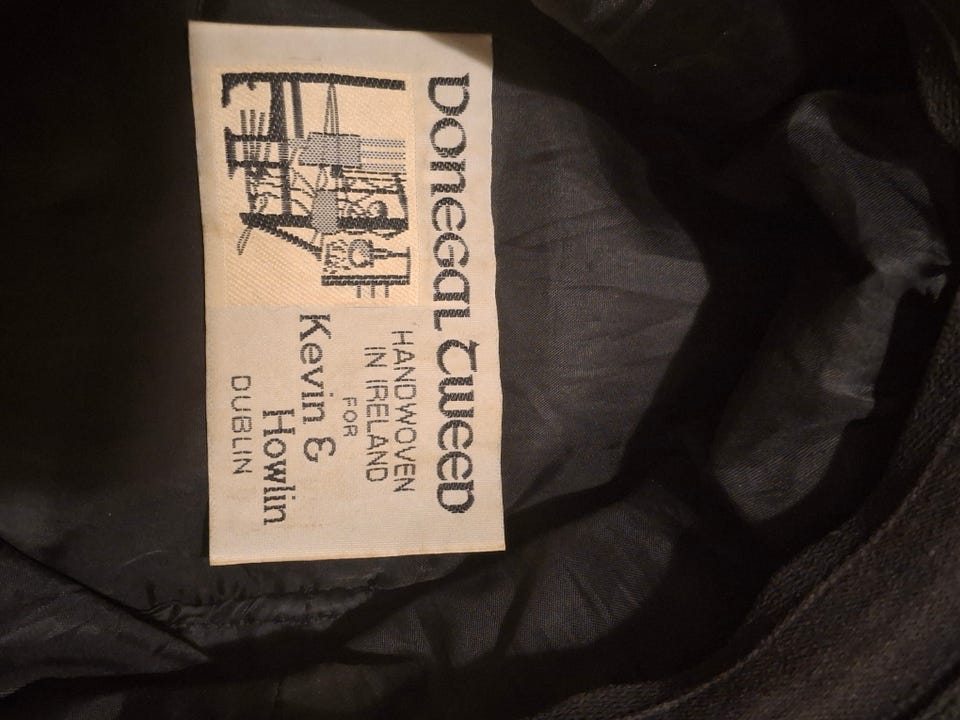 Donegal Tweed
HANDWOVEN
IN IRELAND
FOR
Kevin &
Howlin
DUBLIN